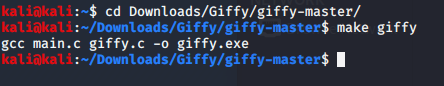 kali@kali:~$ cd Downloads/Giffy/giffy-master/
kali@kali:~/Downloads/Giffy/giffy-master$ make giffy
gcc main.c giffy.c -o giffy.exe
kali@kali:~/Downloads/Giffy/giffy-master$